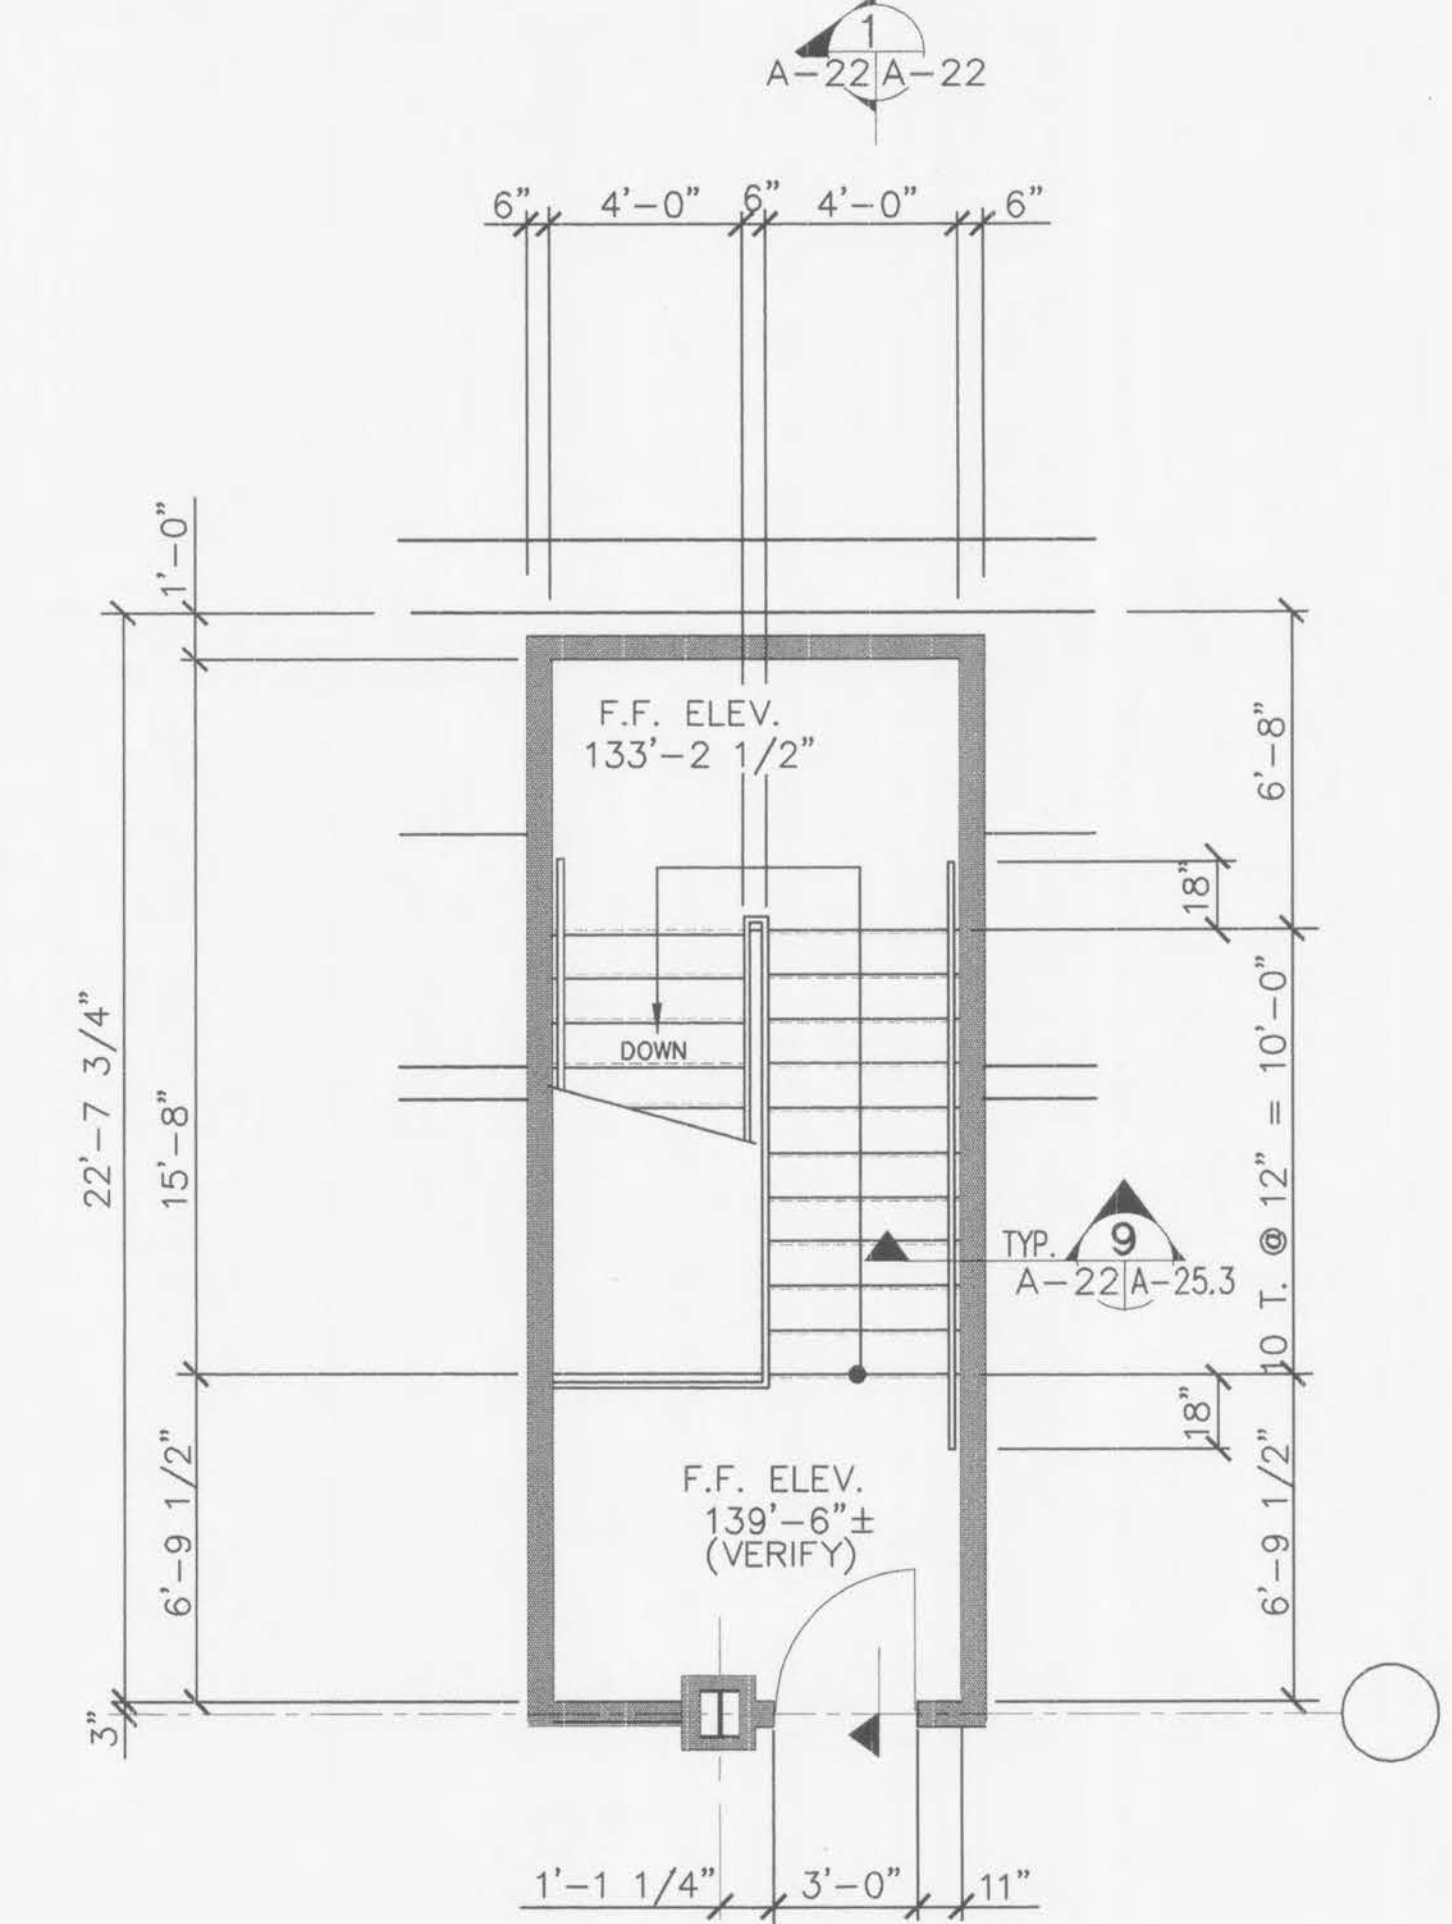 1
A-22 A-22
6" 4'-0" 6" 4'-0" 6"
1'-0"
F.F. ELEV.
133'-2 1/2"
6'-8"
18"
DOWN
22'-7 3/4"
15'-8"
10 T. @ 12" = 10'-0"
TYP. 9
A-22 A-25.3
18"
6'-9 1/2"
6'-9 1/2"
F.F. ELEV.
139'-6"±
(VERIFY)
3"
1'-1 1/4" 3'-0" 11"